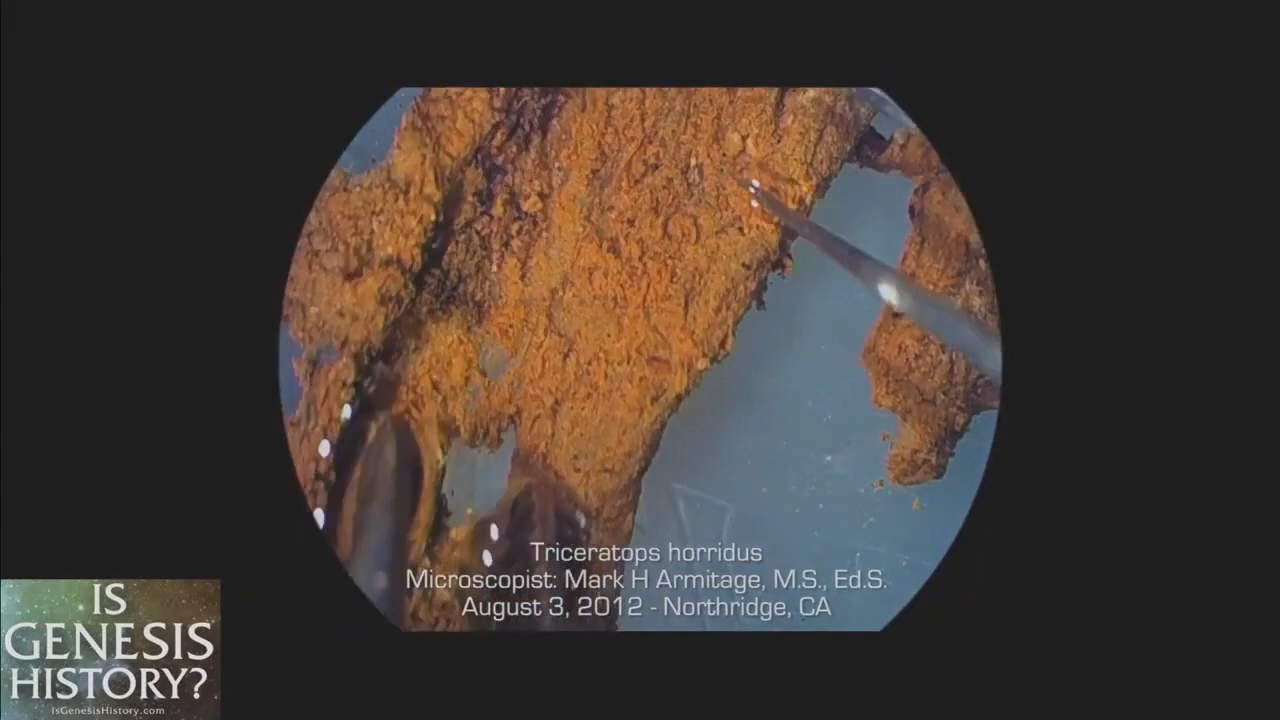 Triceratops horridus
Microscopist: Mark H Armitage, M.S., Ed.S.
August 3, 2012 - Northridge, CA
IS
GENESIS
HISTORY?
IsGenesisHistory.com